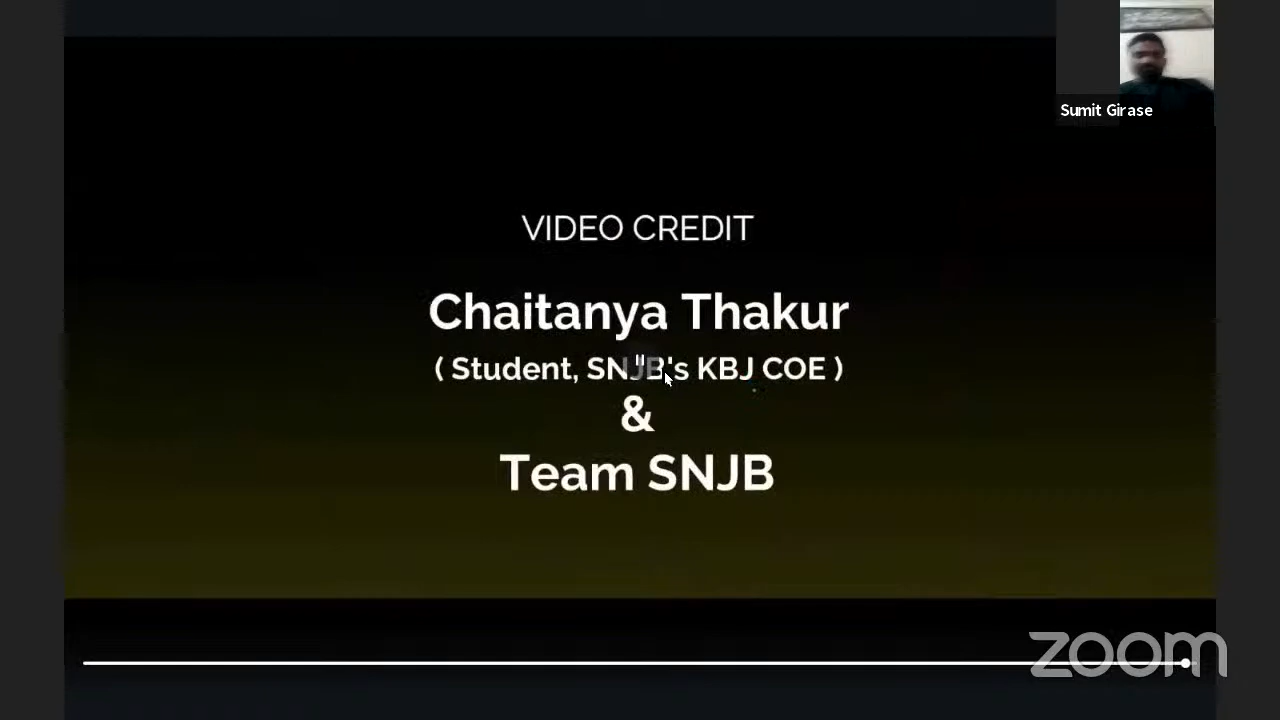 Sumit Girase
VIDEO CREDIT
Chaitanya Thakur
( Student, SNJB's KBJ COE )
&
Team SNJB
zoom